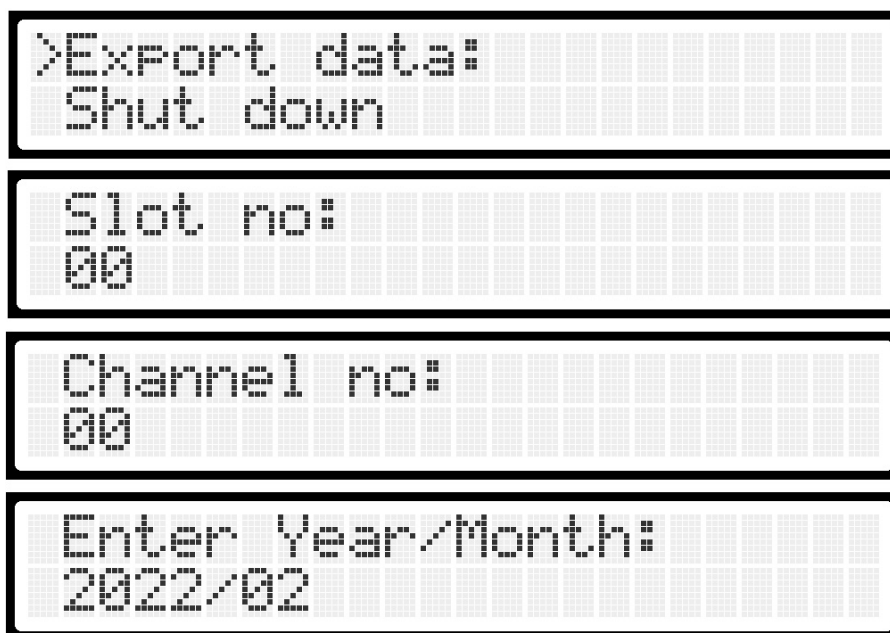 >Export data:
Shut down
Slot no:
00
Channel no:
00
Enter Year/Month:
2022/02